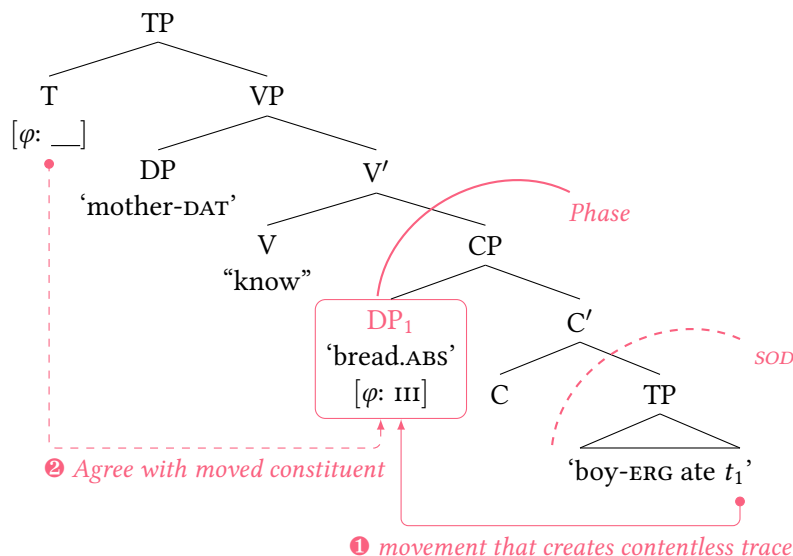 TP
T VP
[φ: __]
DP V′
‘mother-DAT’
Phase
V CP
“know”
DP₁ C′
‘bread.ABS’
SOD
[φ: III] C TP
❷ Agree with moved constituent ‘boy-ERG ate t₁’
❶ movement that creates contentless trace